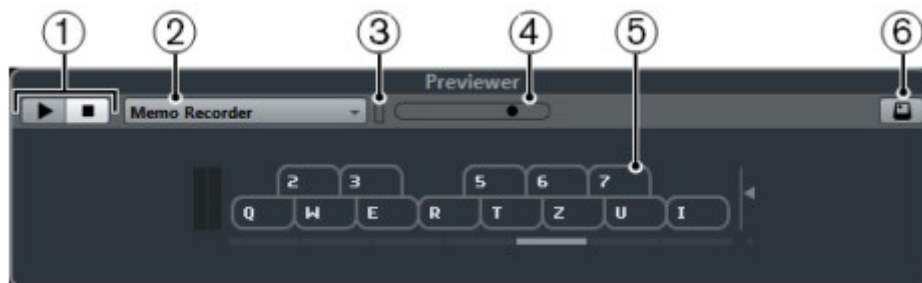 1 2 3 4 5 6
Previewer
Memo Recorder
2 3 5 6 7
Q W E R T Z U I